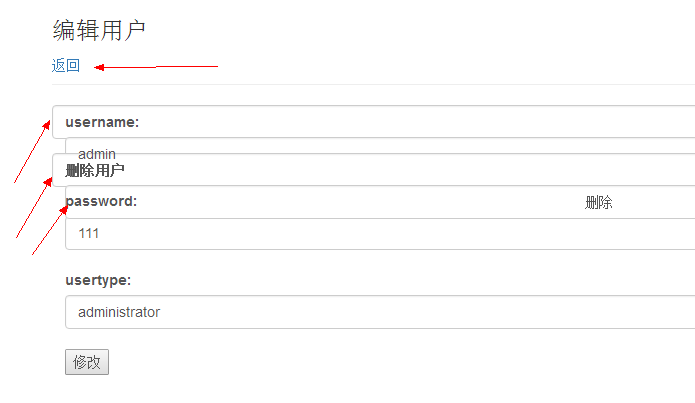 编辑用户
返回
username:
admin
删除用户
password: 删除
111
usertype:
administrator
修改